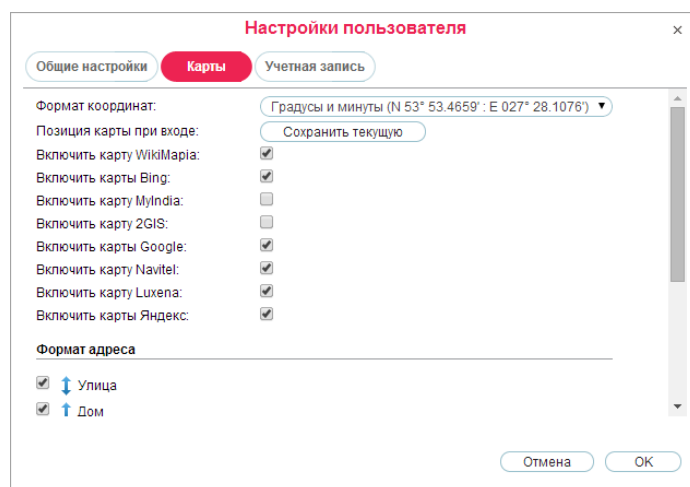 Настройки пользователя ×
Общие настройки Карты Учетная запись
Формат координат: Градусы и минуты (N 53° 53.4659' : E 027° 28.1076')
Позиция карты при входе: Сохранить текущую
Включить карту WikiMapia:
Включить карты Bing:
Включить карту MyIndia:
Включить карту 2GIS:
Включить карты Google:
Включить карту Navitel:
Включить карту Luxena:
Включить карты Яндекс:
Формат адреса
Улица
Дом
Отмена OK